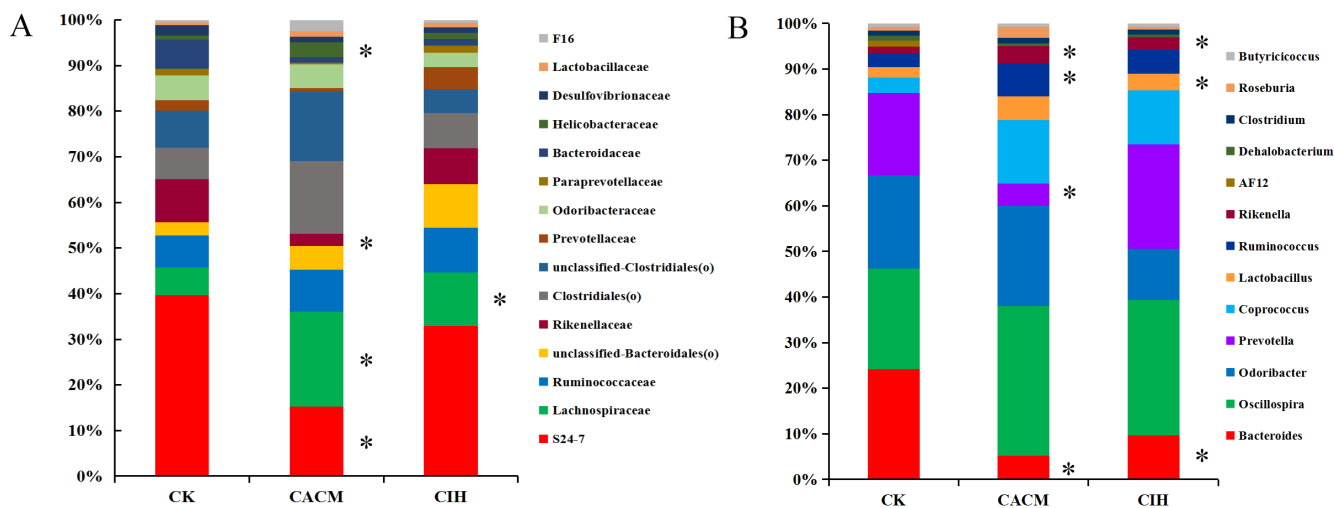 A
100%
90%
80%
70%
60%
50%
40%
30%
20%
10%
0%
CK
CACM
CIH
*
*
*
*
*
F16
Lactobacillaceae
Desulfovibrionaceae
Helicobacteraceae
Bacteroidaceae
Paraprevotellaceae
Odoribacteraceae
Prevotellaceae
unclassified-Clostridiales(o)
Clostridiales(o)
Rikenellaceae
unclassified-Bacteroidales(o)
Ruminococcaceae
Lachnospiraceae
S24-7
B
100%
90%
80%
70%
60%
50%
40%
30%
20%
10%
0%
CK
CACM
CIH
*
*
*
*
*
*
*
Butyricicoccus
Roseburia
Clostridium
Dehalobacterium
AF12
Rikenella
Ruminococcus
Lactobacillus
Coprococcus
Prevotella
Odoribacter
Oscillospira
Bacteroides